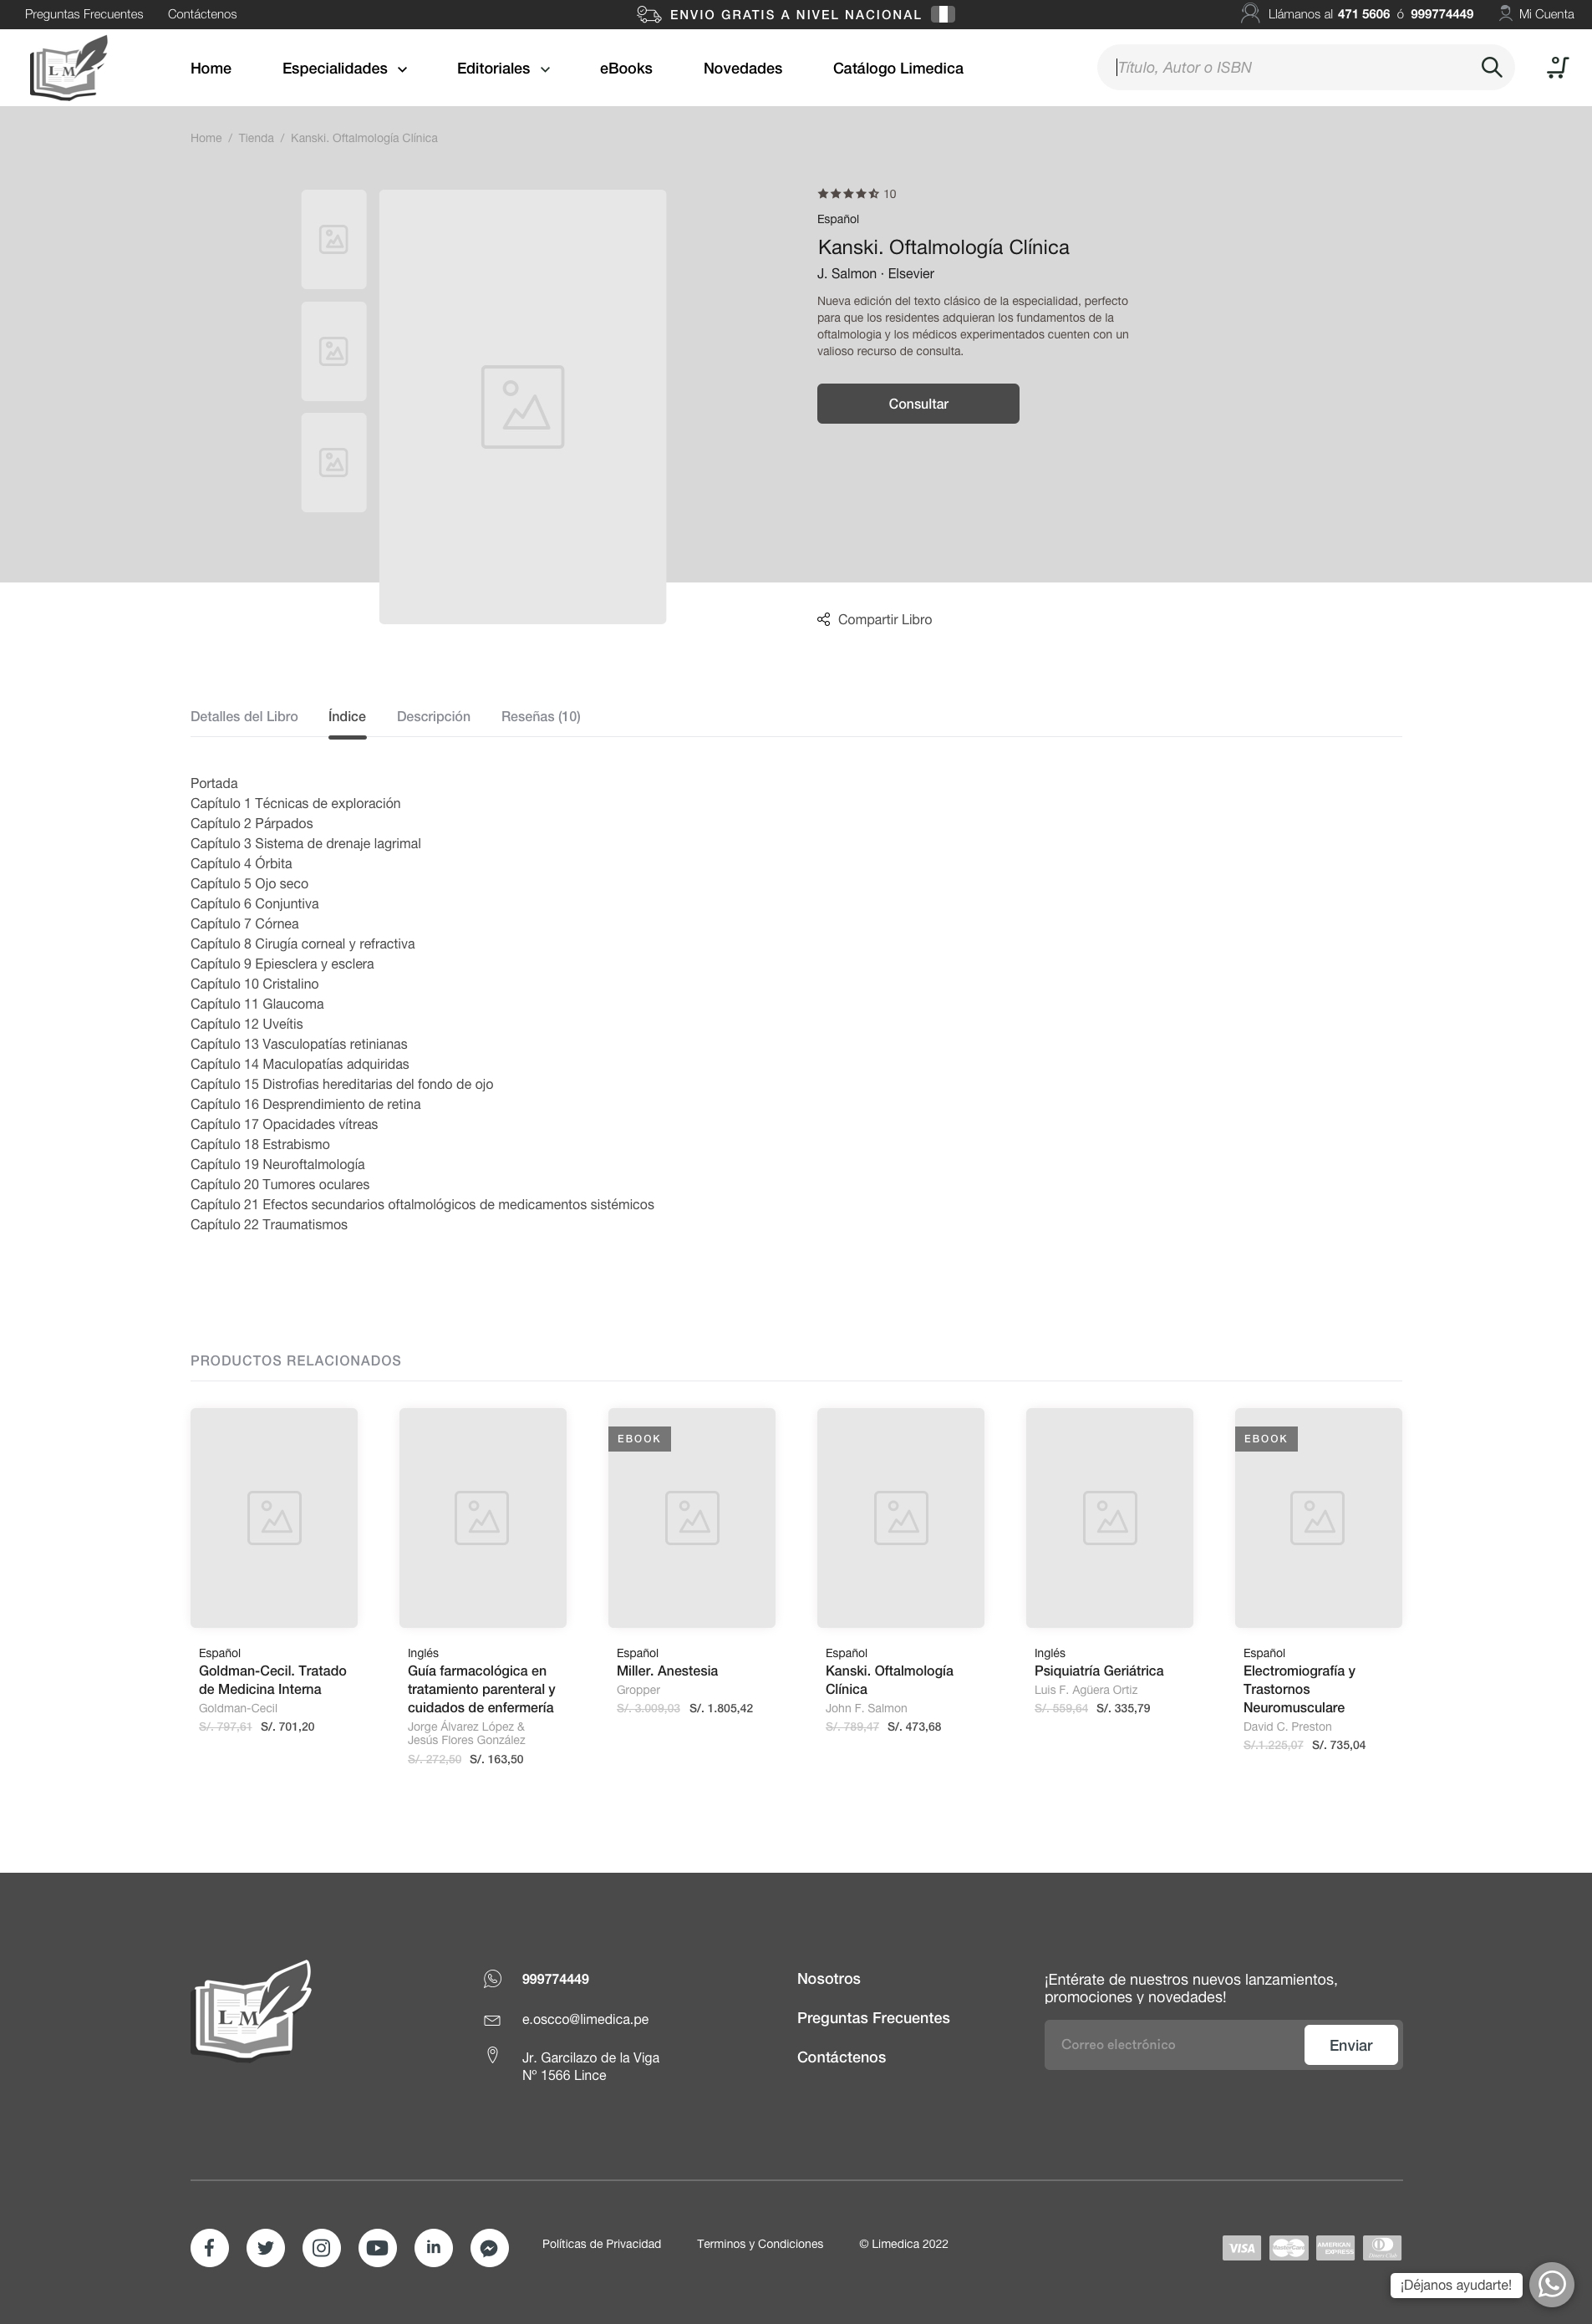 Preguntas Frecuentes Contáctenos ENVIO GRATIS A NIVEL NACIONAL Llámanos al 471 5606 ó 999774449 Mi Cuenta
L M Home Especialidades Editoriales eBooks Novedades Catálogo Limedica Título, Autor o ISBN
Home / Tienda / Kanski. Oftalmología Clínica
10
Español
Kanski. Oftalmología Clínica
J. Salmon · Elsevier
Nueva edición del texto clásico de la especialidad, perfecto
para que los residentes adquieran los fundamentos de la
oftalmologia y los médicos experimentados cuenten con un
valioso recurso de consulta.
Consultar
Compartir Libro
Detalles del Libro Índice Descripción Reseñas (10)
Portada
Capítulo 1 Técnicas de exploración
Capítulo 2 Párpados
Capítulo 3 Sistema de drenaje lagrimal
Capítulo 4 Órbita
Capítulo 5 Ojo seco
Capítulo 6 Conjuntiva
Capítulo 7 Córnea
Capítulo 8 Cirugía corneal y refractiva
Capítulo 9 Epiesclera y esclera
Capítulo 10 Cristalino
Capítulo 11 Glaucoma
Capítulo 12 Uveítis
Capítulo 13 Vasculopatías retinianas
Capítulo 14 Maculopatías adquiridas
Capítulo 15 Distrofias hereditarias del fondo de ojo
Capítulo 16 Desprendimiento de retina
Capítulo 17 Opacidades vítreas
Capítulo 18 Estrabismo
Capítulo 19 Neuroftalmología
Capítulo 20 Tumores oculares
Capítulo 21 Efectos secundarios oftalmológicos de medicamentos sistémicos
Capítulo 22 Traumatismos
PRODUCTOS RELACIONADOS
Español
Goldman-Cecil. Tratado
de Medicina Interna
Goldman-Cecil
S/. 797,61 S/. 701,20
Inglés
Guía farmacológica en
tratamiento parenteral y
cuidados de enfermería
Jorge Álvarez López &
Jesús Flores González
S/. 272,50 S/. 163,50
EBOOK
Español
Miller. Anestesia
Gropper
S/. 3.009,03 S/. 1.805,42
Español
Kanski. Oftalmología
Clínica
John F. Salmon
S/. 789,47 S/. 473,68
Inglés
Psiquiatría Geriátrica
Luis F. Agüera Ortiz
S/. 559,64 S/. 335,79
EBOOK
Español
Electromiografía y
Trastornos
Neuromusculare
David C. Preston
S/.1.225,07 S/. 735,04
L M
999774449
e.oscco@limedica.pe
Jr. Garcilazo de la Viga
Nº 1566 Lince
Nosotros
Preguntas Frecuentes
Contáctenos
¡Entérate de nuestros nuevos lanzamientos,
promociones y novedades!
Correo electrónico Enviar
in Políticas de Privacidad Terminos y Condiciones © Limedica 2022 VISA MasterCard AMERICAN EXPRESS Diners Club
¡Déjanos ayudarte!